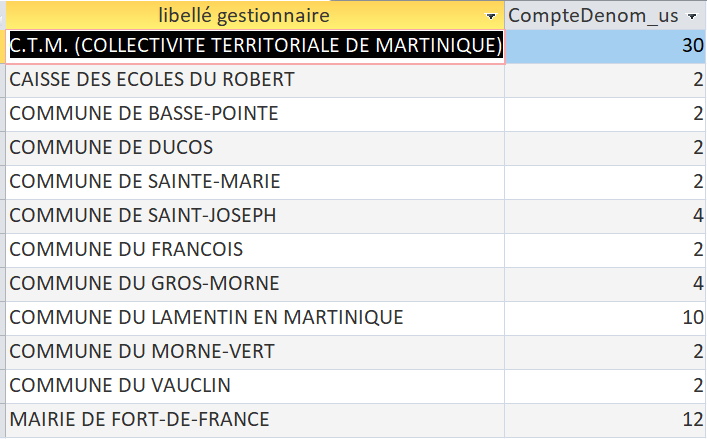 libellé gestionnaire CompteDenom_us
C.T.M. (COLLECTIVITE TERRITORIALE DE MARTINIQUE) 30
CAISSE DES ECOLES DU ROBERT 2
COMMUNE DE BASSE-POINTE 2
COMMUNE DE DUCOS 2
COMMUNE DE SAINTE-MARIE 2
COMMUNE DE SAINT-JOSEPH 4
COMMUNE DU FRANCOIS 2
COMMUNE DU GROS-MORNE 4
COMMUNE DU LAMENTIN EN MARTINIQUE 10
COMMUNE DU MORNE-VERT 2
COMMUNE DU VAUCLIN 2
MAIRIE DE FORT-DE-FRANCE 12